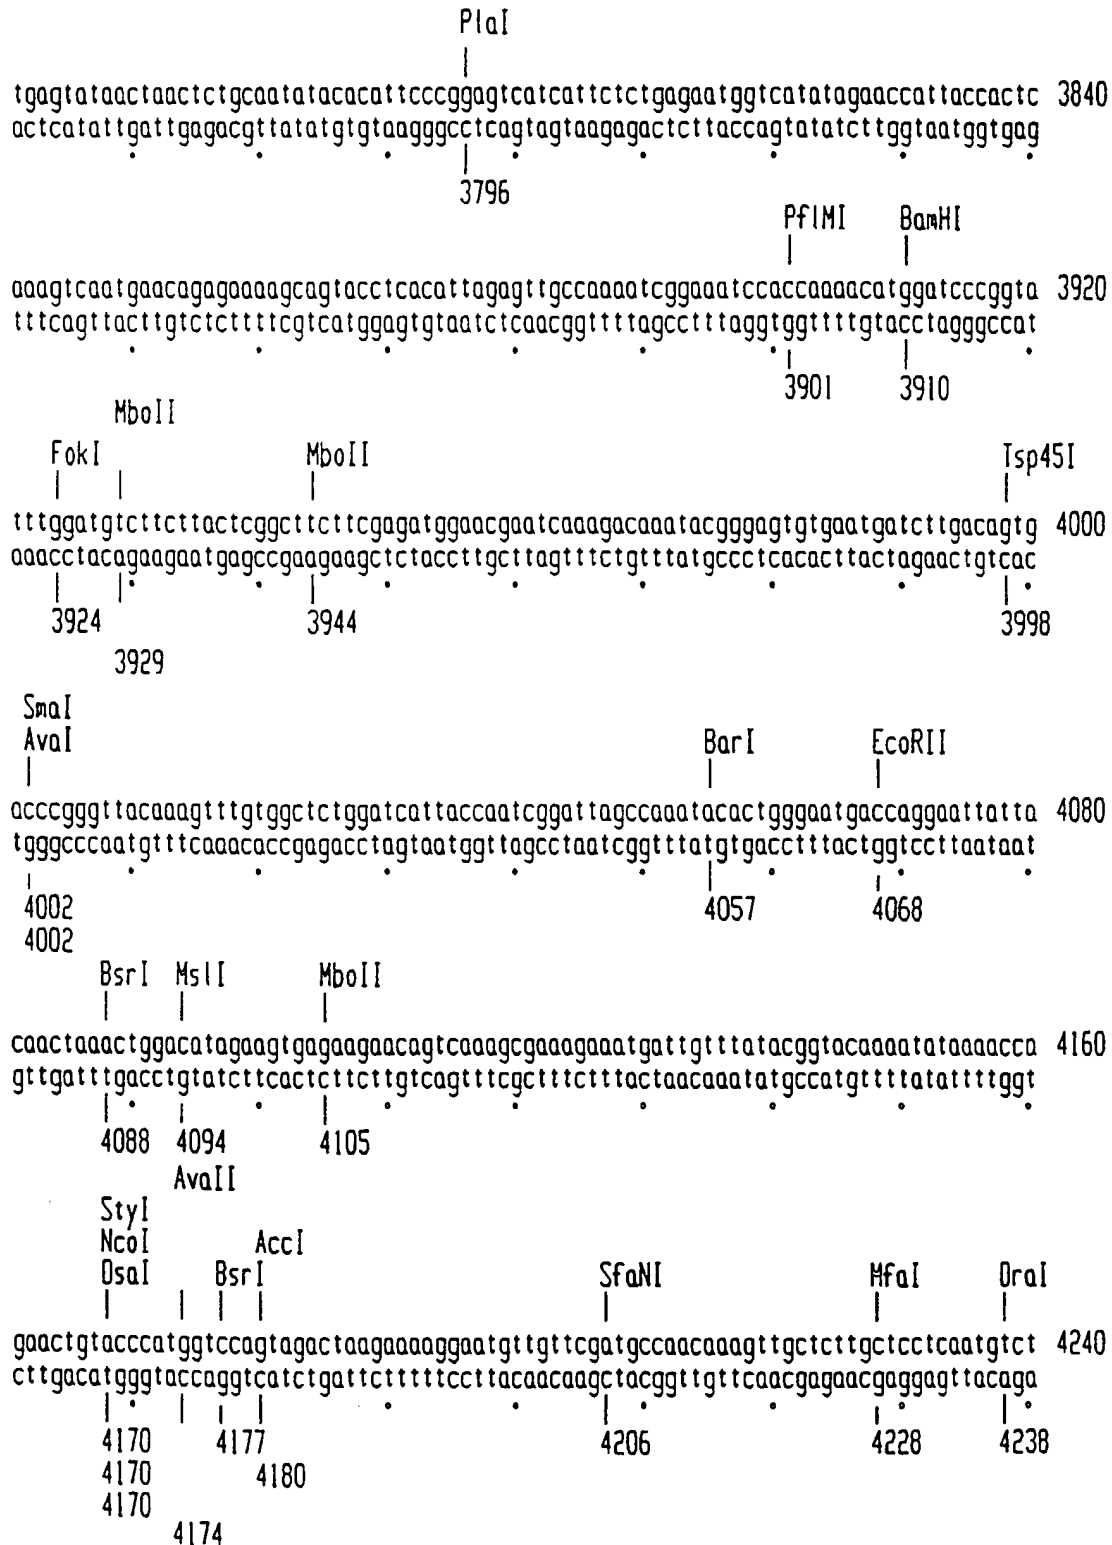 PlaI
tgagtataactaactctgcaatatacacattcccggagtcatcattctctgagaatggtcatatagaaccattaccactc 3840
actcatattgattgagacgttatatgtgtaagggcctcagtagtaagagactcttaccagtatatcttggtaatggtgag
3796
PflMI BamHI
aaagtcaatgaacagagaaaagcagtacctcacattagagttgccaaaatcggaaatccaccaaaacatggatcccggta 3920
tttcagttacttgtctcttttcgtcatggagtgtaatctcaacggttttagcctttaggtggttttgtacctagggccat
3901 3910
MboII
FokI MboII Tsp45I
tttggatgtcttcttactcggcttcttcgagatggaacgaatcaaagacaaatacgggagtgtgaatgatcttgacagtg 4000
aaacctacagaagaatgagccgaagaagctctaccttgcttagtttctgtttatgccctcacacttactagaactgtcac
3924 3944 3998
3929
SmaI
AvaI BarI EcoRII
acccgggttacaaagtttgtggctctggatcattaccaatcggattagccaaatacactgggaatgaccaggaattatta 4080
tgggcccaatgtttcaaacaccgagacctagtaatggttagcctaatcggtttatgtgacctttactggtccttaataat
4002 4057 4068
4002
BsrI MslI MboII
caactaaactggacatagaagtgagaagaacagtcaaagcgaaagaaatgattgtttatacggtacaaaatataaaacca 4160
gttgatttgacctgtatcttcactcttcttgtcagtttcgctttctttactaacaaatatgccatgttttatattttggt
4088 4094 4105
AvaII
StyI
NcoI AccI
DsaI BsrI SfaNI MfaI DraI
gaactgtacccatggtccagtagactaagaaaaggaatgttgttcgatgccaacaaagttgctcttgctcctcaatgtct 4240
cttgacatgggtaccaggtcatctgattctttttccttacaacaagctacggttgttcaacgagaacgaggagttacaga
4170 4177 4206 4228 4238
4170 4180
4170
4174